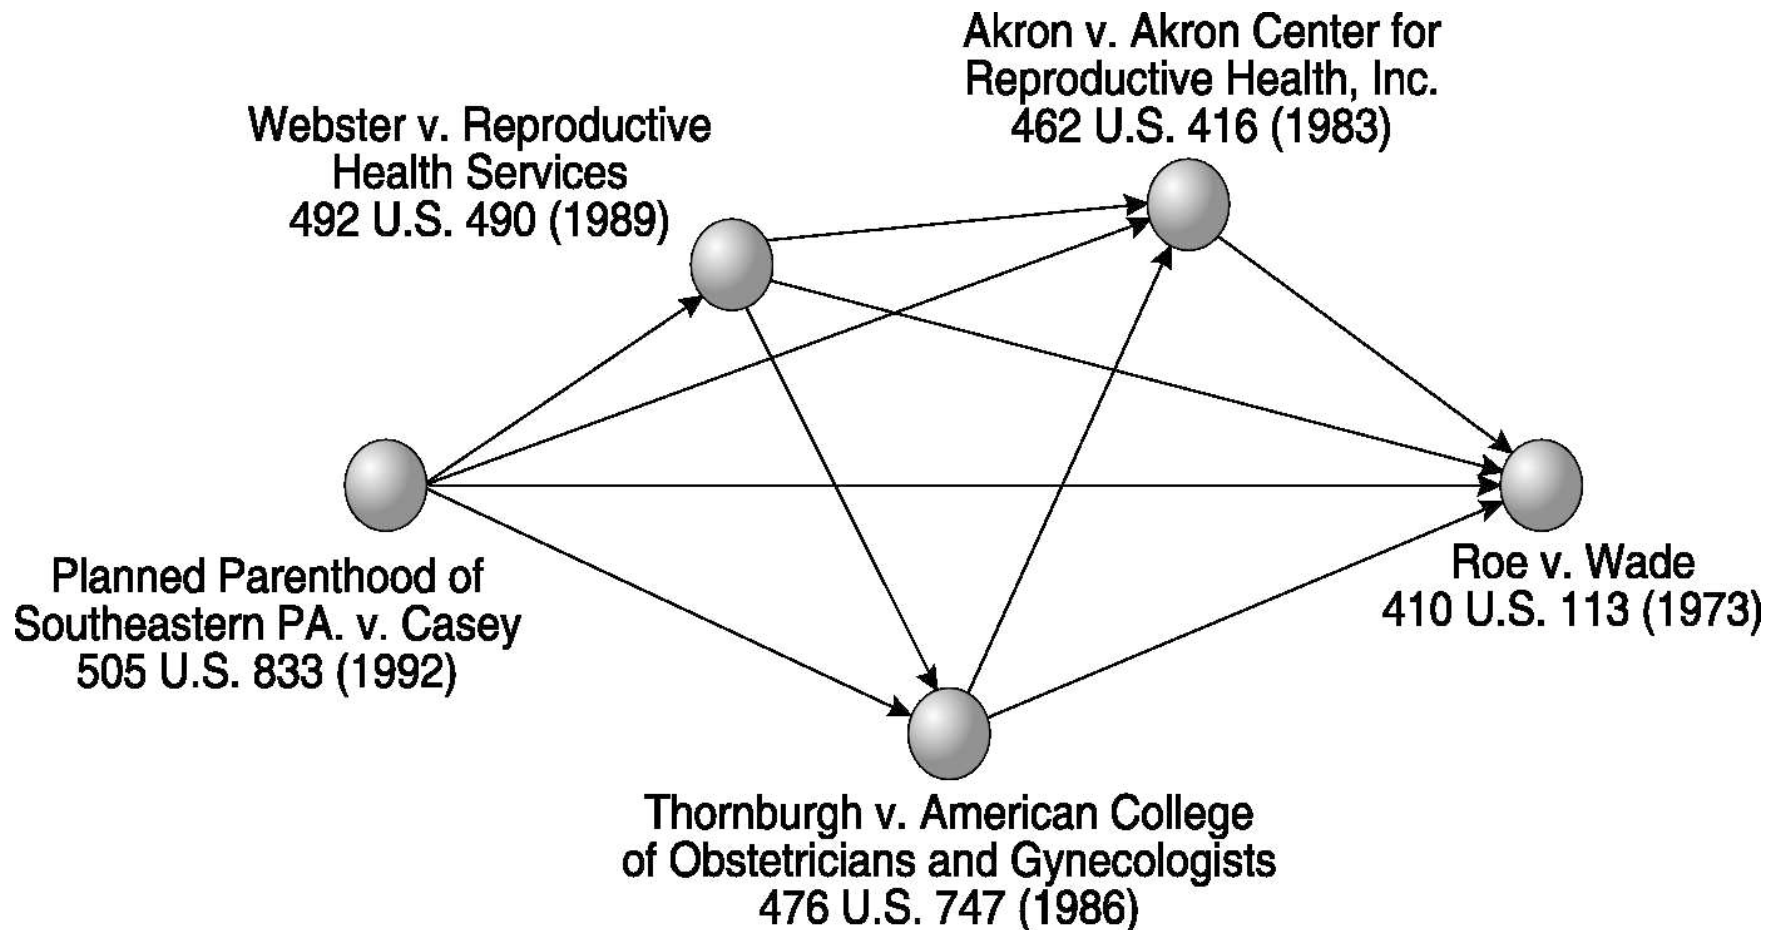 Akron v. Akron Center for
Reproductive Health, Inc.
462 U.S. 416 (1983)
Webster v. Reproductive
Health Services
492 U.S. 490 (1989)
Planned Parenthood of
Southeastern PA. v. Casey
505 U.S. 833 (1992)
Roe v. Wade
410 U.S. 113 (1973)
Thornburgh v. American College
of Obstetricians and Gynecologists
476 U.S. 747 (1986)